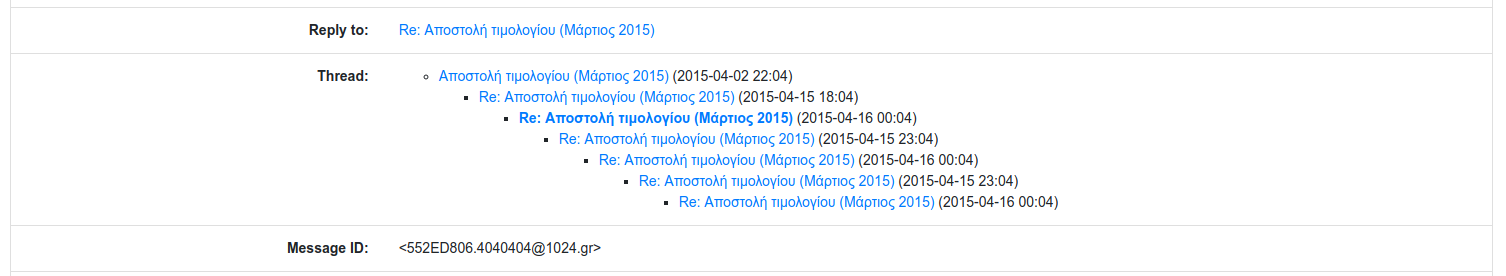 Reply to: Re: Αποστολή τιμολογίου (Μάρτιος 2015)
Thread: Αποστολή τιμολογίου (Μάρτιος 2015) (2015-04-02 22:04)
Re: Αποστολή τιμολογίου (Μάρτιος 2015) (2015-04-15 18:04)
Re: Αποστολή τιμολογίου (Μάρτιος 2015) (2015-04-16 00:04)
Re: Αποστολή τιμολογίου (Μάρτιος 2015) (2015-04-15 23:04)
Re: Αποστολή τιμολογίου (Μάρτιος 2015) (2015-04-16 00:04)
Re: Αποστολή τιμολογίου (Μάρτιος 2015) (2015-04-15 23:04)
Re: Αποστολή τιμολογίου (Μάρτιος 2015) (2015-04-16 00:04)
Message ID: <552ED806.4040404@1024.gr>